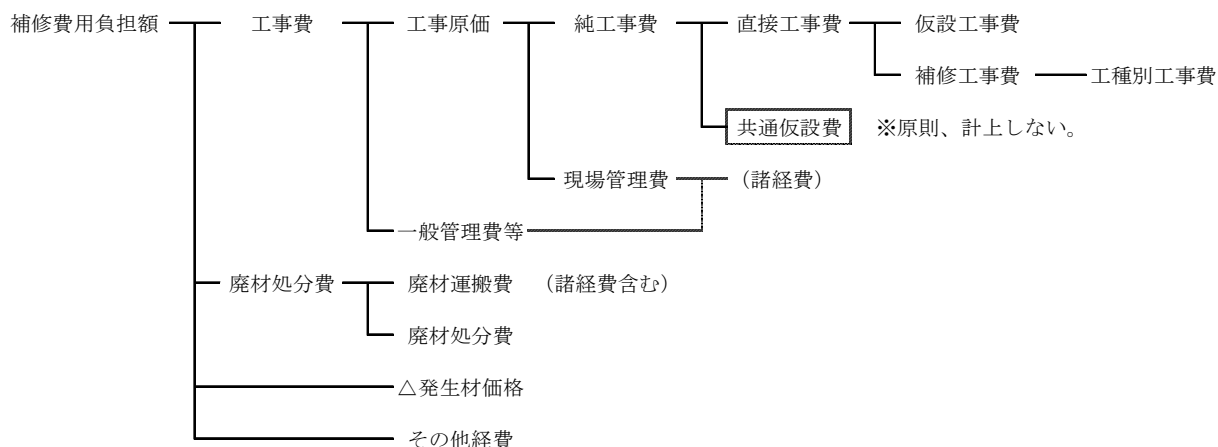 補修費用負担額 工事費 工事原価 純工事費 直接工事費 仮設工事費
補修工事費 工種別工事費
共通仮設費 ※原則、計上しない。
現場管理費 (諸経費)
一般管理費等
廃材処分費 廃材運搬費 (諸経費含む)
廃材処分費
△発生材価格
その他経費